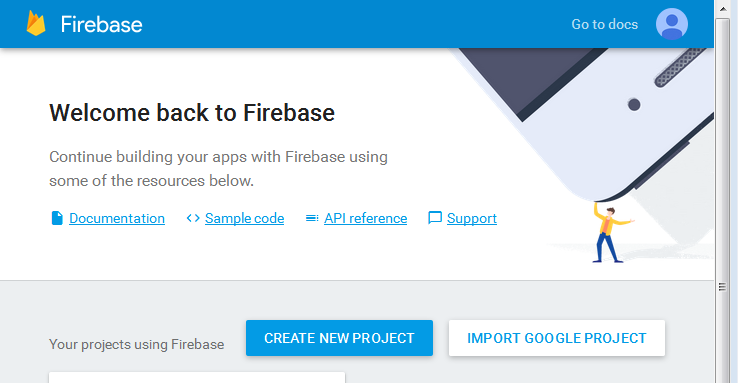 Firebase
Go to docs
Welcome back to Firebase
Continue building your apps with Firebase using
some of the resources below.
Documentation Sample code API reference Support
Your projects using Firebase CREATE NEW PROJECT IMPORT GOOGLE PROJECT